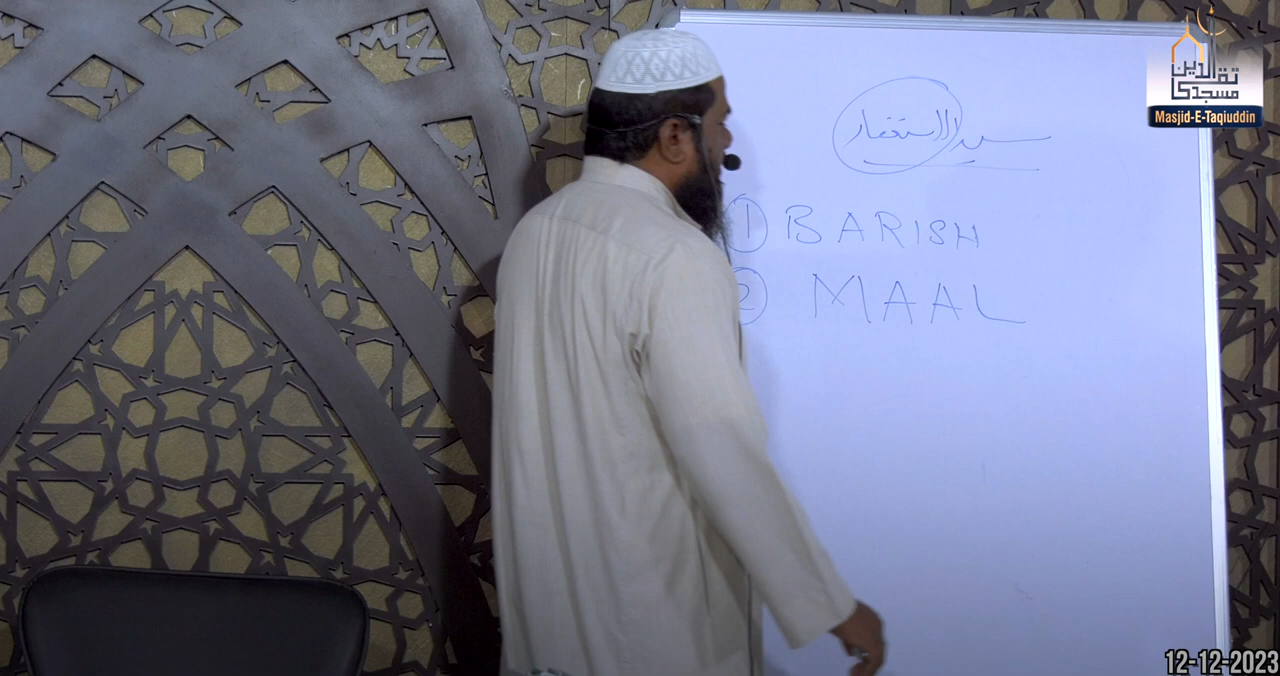 سید الاستغفار
① BARISH
② MAAL
تقی الدین
مسجد
Masjid-E-Taqiuddin
12-12-2023